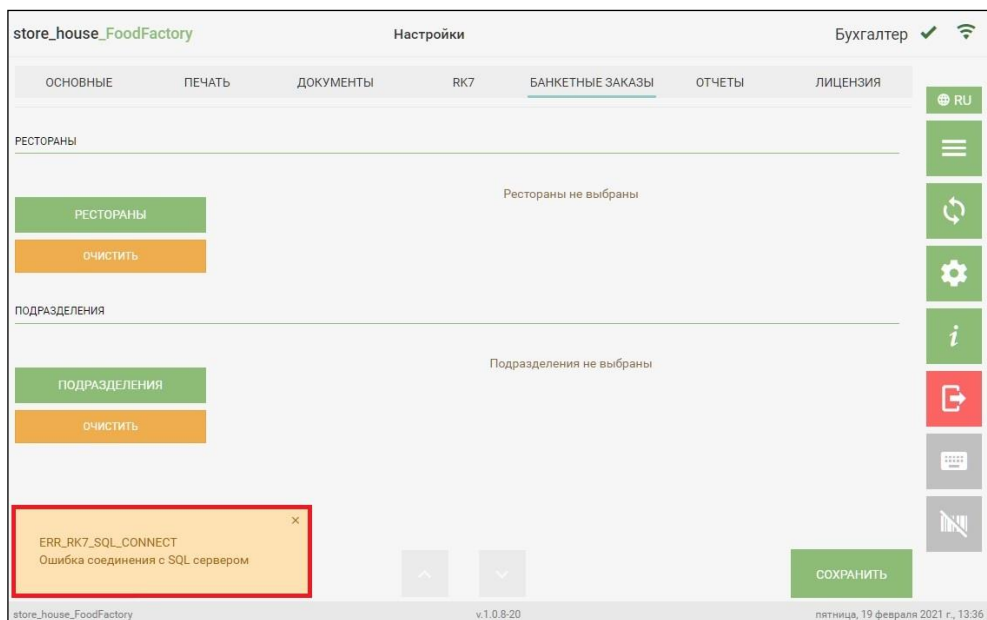 store_house_FoodFactory Настройки Бухгалтер
ОСНОВНЫЕ ПЕЧАТЬ ДОКУМЕНТЫ RK7 БАНКЕТНЫЕ ЗАКАЗЫ ОТЧЕТЫ ЛИЦЕНЗИЯ
RU
РЕСТОРАНЫ
Рестораны не выбраны
РЕСТОРАНЫ
ОЧИСТИТЬ
ПОДРАЗДЕЛЕНИЯ
Подразделения не выбраны
ПОДРАЗДЕЛЕНИЯ
ОЧИСТИТЬ
ERR_RK7_SQL_CONNECT
Ошибка соединения с SQL сервером
СОХРАНИТЬ
store_house_FoodFactory v.1.0.8-20 пятница, 19 февраля 2021 г., 13:36